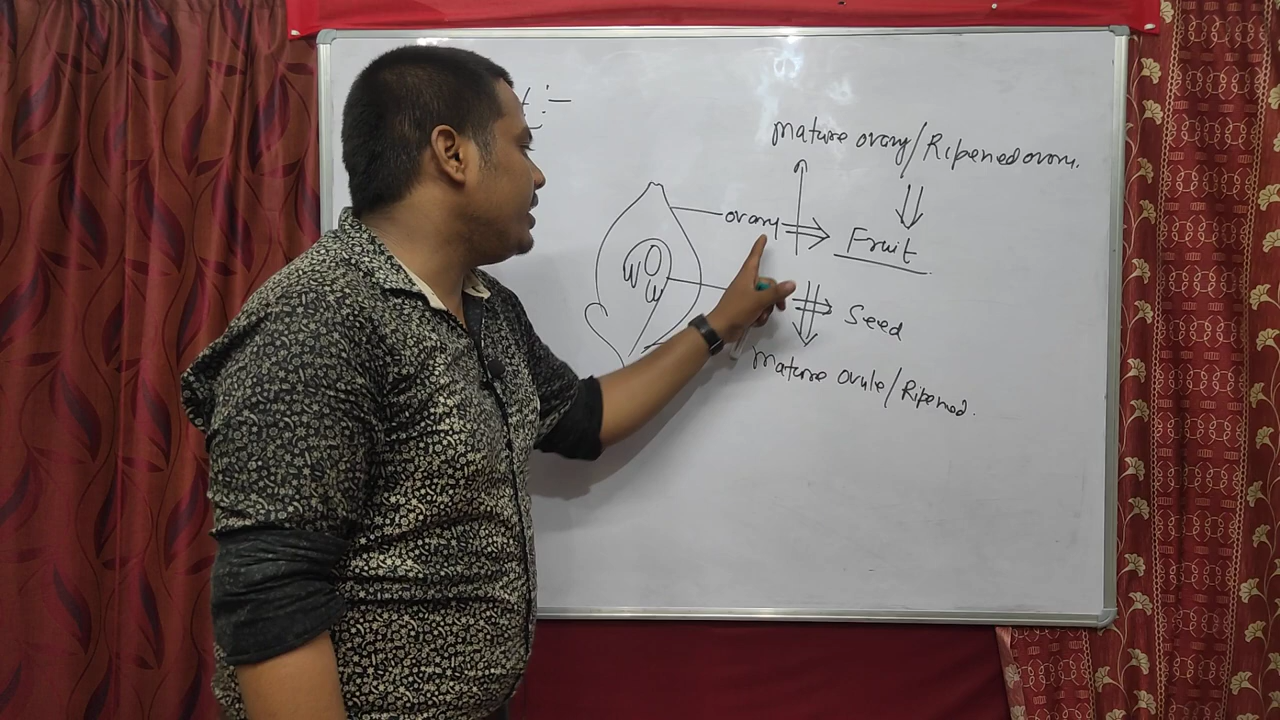 t :-
mature ovary/Ripened ovary.
ovary
Fruit
Seed
mature ovule/Ripened.